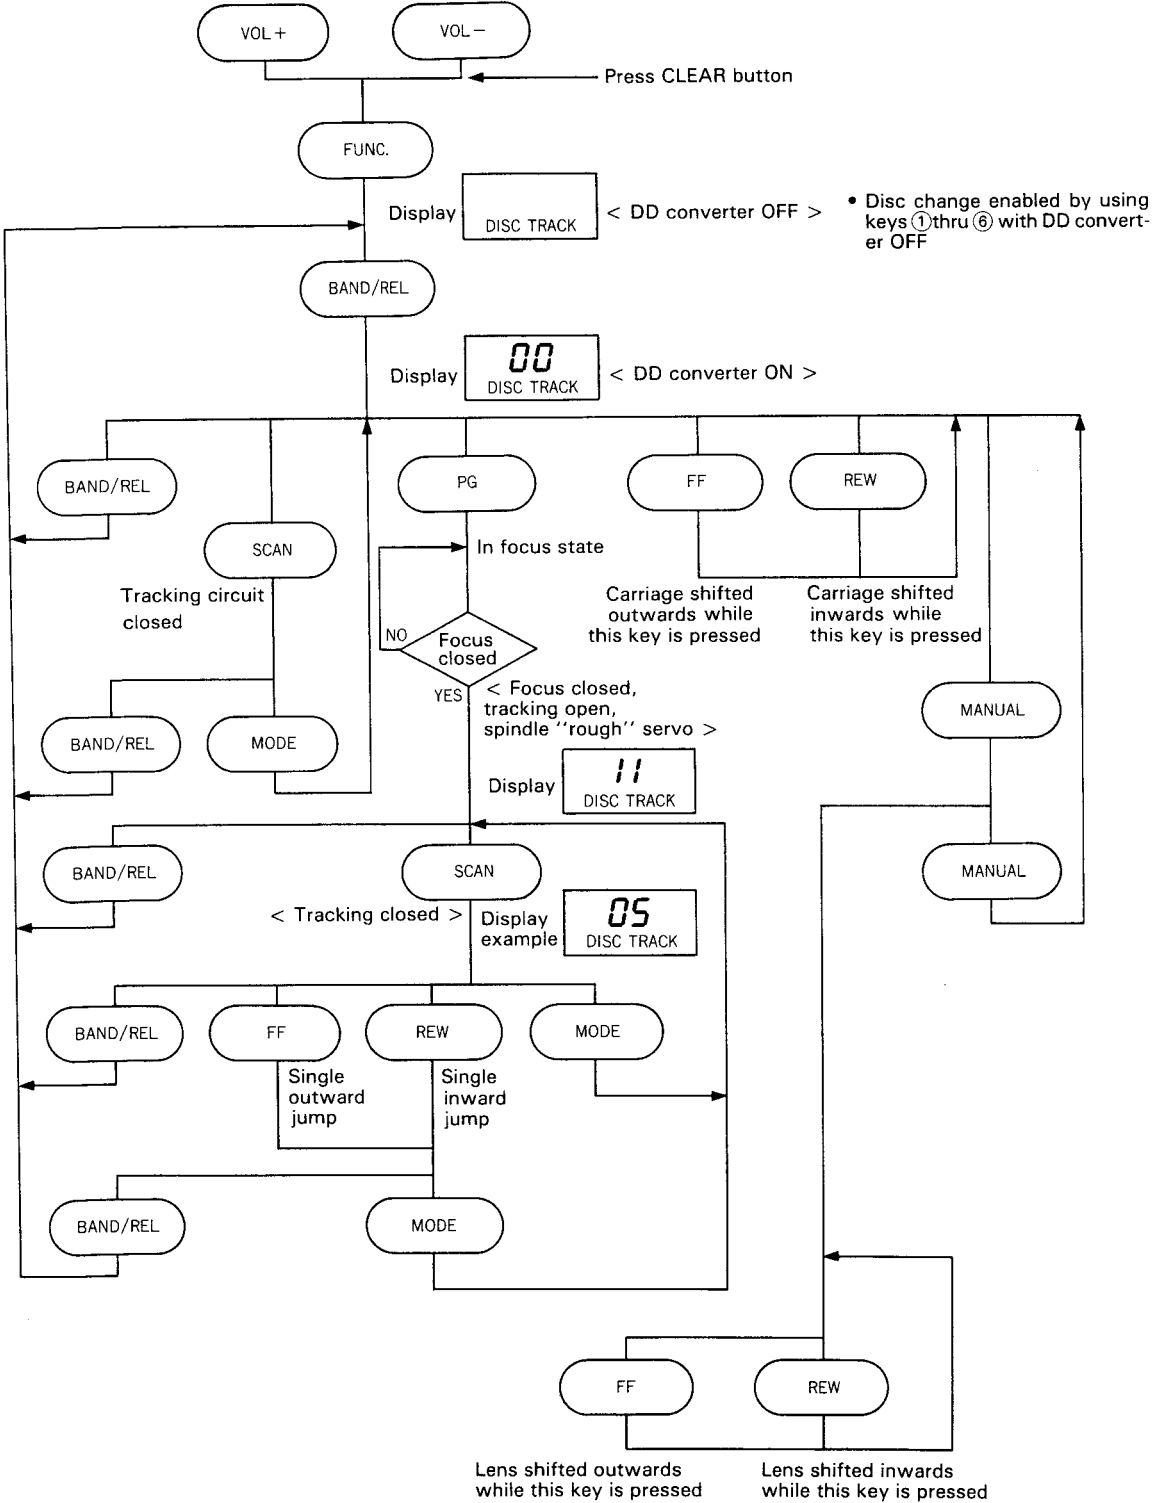 VOL+
VOL−
Press CLEAR button
FUNC.
Display
DISC TRACK
< DD converter OFF >
• Disc change enabled by using
keys ① thru ⑥ with DD convert-
er OFF
BAND/REL
Display
00
DISC TRACK
< DD converter ON >
BAND/REL
PG
FF
REW
SCAN
In focus state
Tracking circuit
closed
Carriage shifted
outwards while
this key is pressed
Carriage shifted
inwards while
this key is pressed
NO
Focus
closed
YES
< Focus closed,
tracking open,
spindle "rough" servo >
MANUAL
BAND/REL
MODE
Display
11
DISC TRACK
BAND/REL
SCAN
MANUAL
< Tracking closed >
Display
example
05
DISC TRACK
BAND/REL
FF
REW
MODE
Single
outward
jump
Single
inward
jump
BAND/REL
MODE
FF
REW
Lens shifted outwards
while this key is pressed
Lens shifted inwards
while this key is pressed